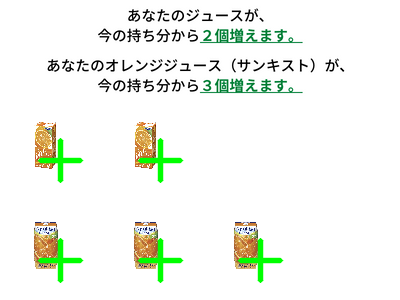 あなたのジュースが、
今の持ち分から２個増えます。
あなたのオレンジジュース（サンキスト）が、
今の持ち分から３個増えます。